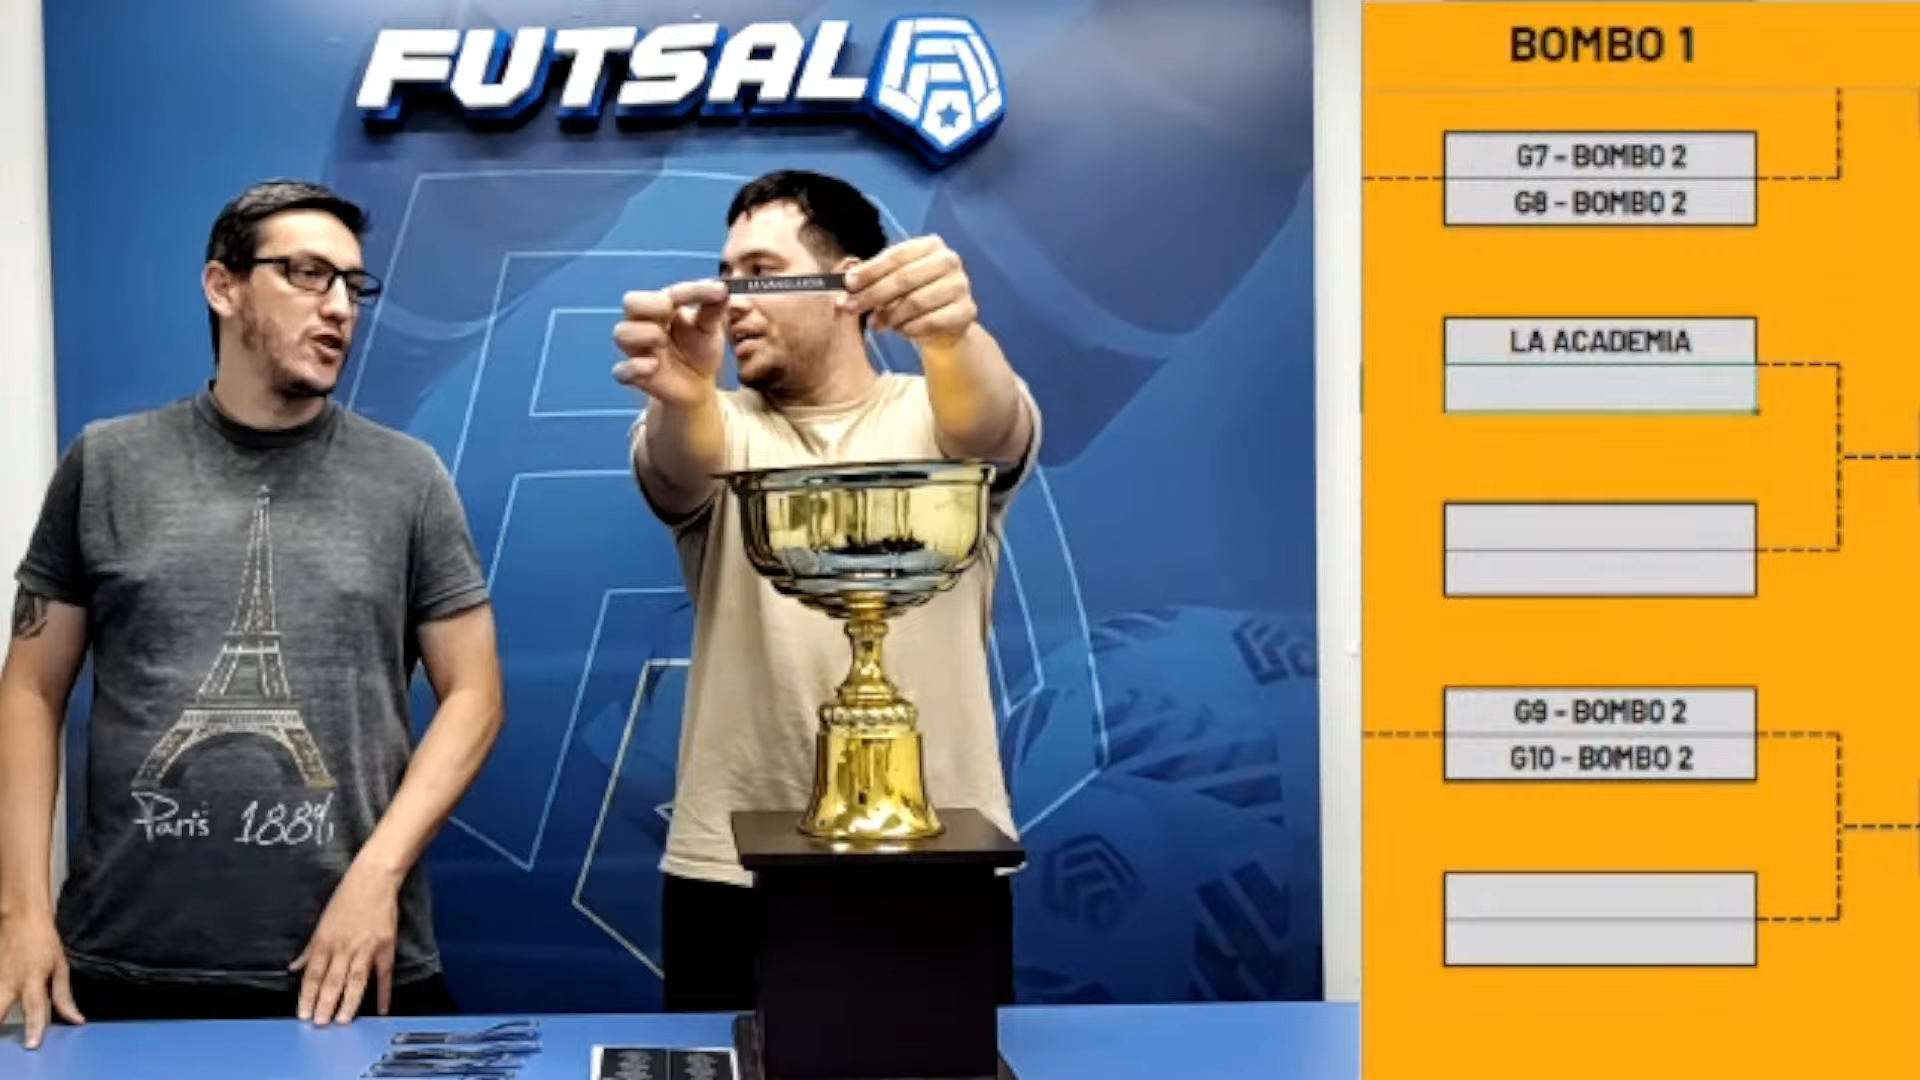 FUTSAL
Paris 1889
BOMBO 1
G7 - BOMBO 2
G8 - BOMBO 2
LA ACADEMIA
G9 - BOMBO 2
G10 - BOMBO 2